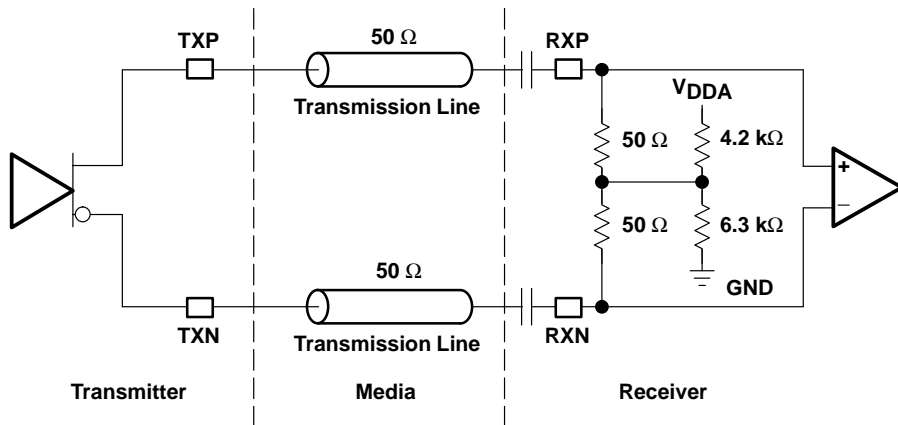 50 Ω
TXP
RXP
Transmission Line
VDDA
50 Ω
4.2 kΩ
+
−
50 Ω
6.3 kΩ
50 Ω
GND
TXN
RXN
Transmission Line
Transmitter
Media
Receiver